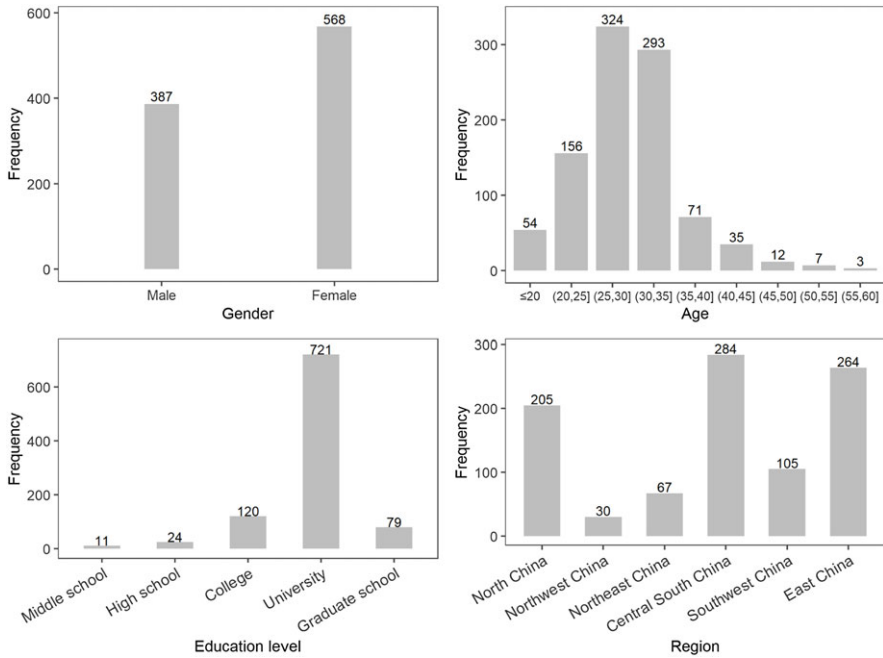 600
400
200
0
387
568
Male
Female
Gender
Frequency
300
200
100
0
54
156
324
293
71
35
12
7
3
≤20
(20,25]
(25,30]
(30,35]
(35,40]
(40,45]
(45,50]
(50,55]
(55,60]
Age
Frequency
600
400
200
0
11
24
120
721
79
Middle school
High school
College
University
Graduate school
Education level
Frequency
300
200
100
0
205
30
67
284
105
264
North China
Northwest China
Northeast China
Central South China
Southwest China
East China
Region
Frequency